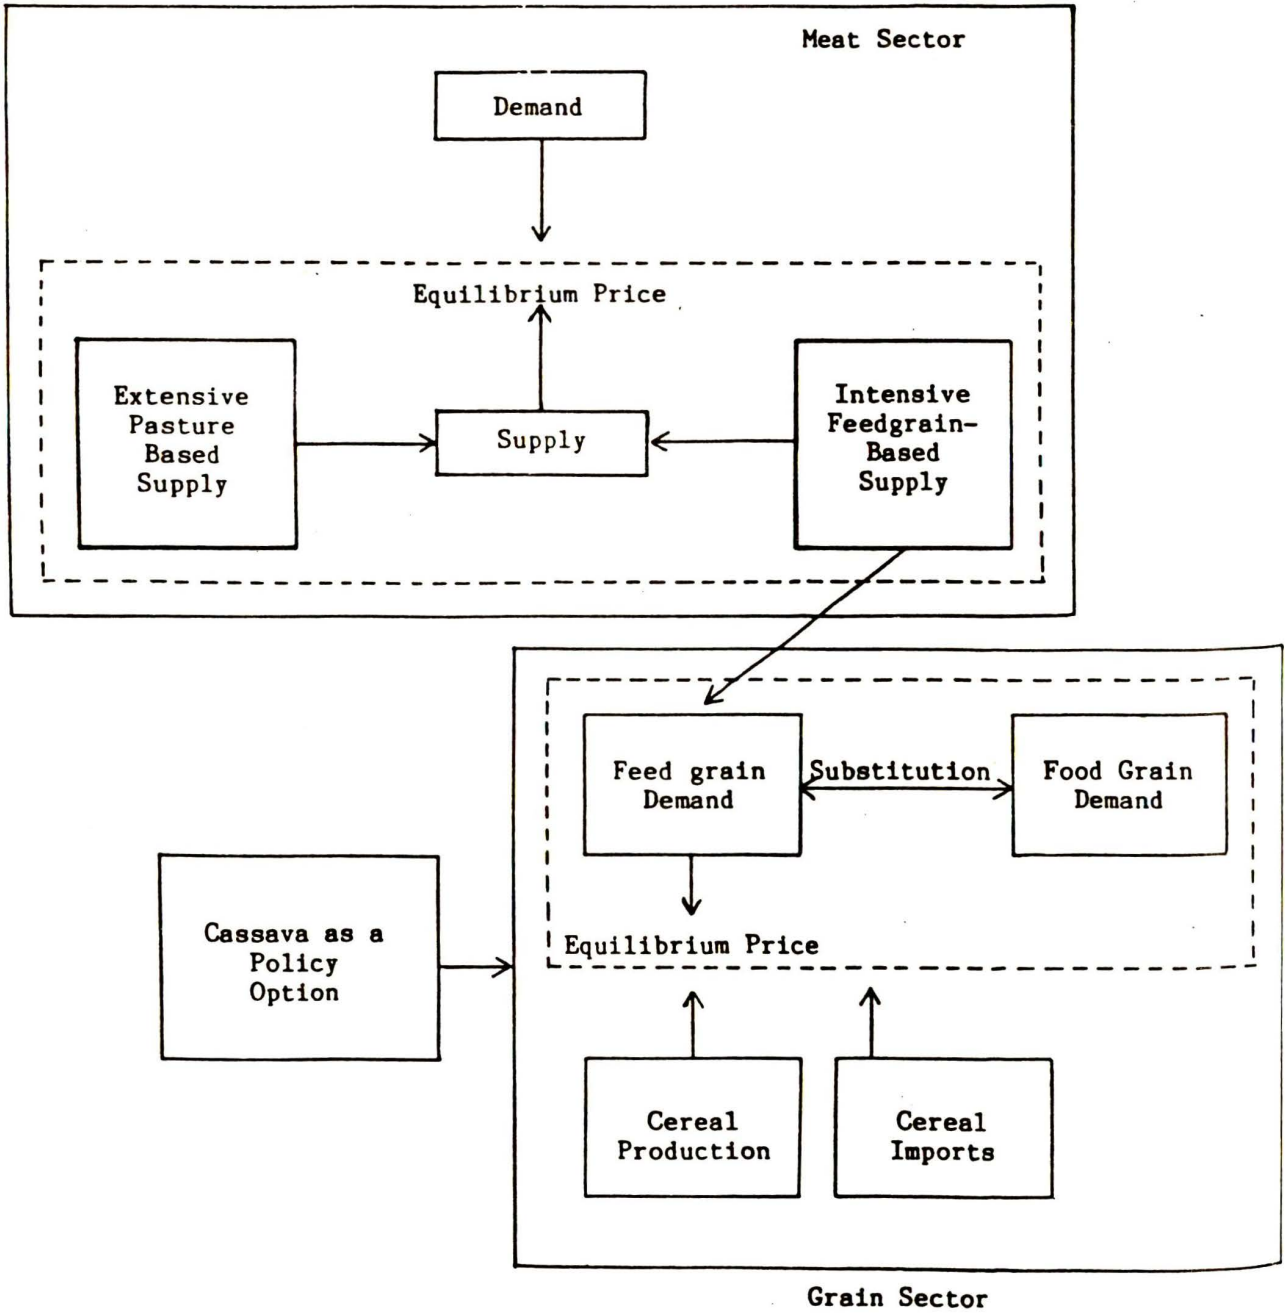 Meat Sector
Demand
Equilibrium Price
Extensive
Pasture
Based
Supply
Supply
Intensive
Feedgrain-
Based
Supply
Feed grain
Demand
Substitution
Food Grain
Demand
Equilibrium Price
Cassava as a
Policy
Option
Cereal
Production
Cereal
Imports
Grain Sector